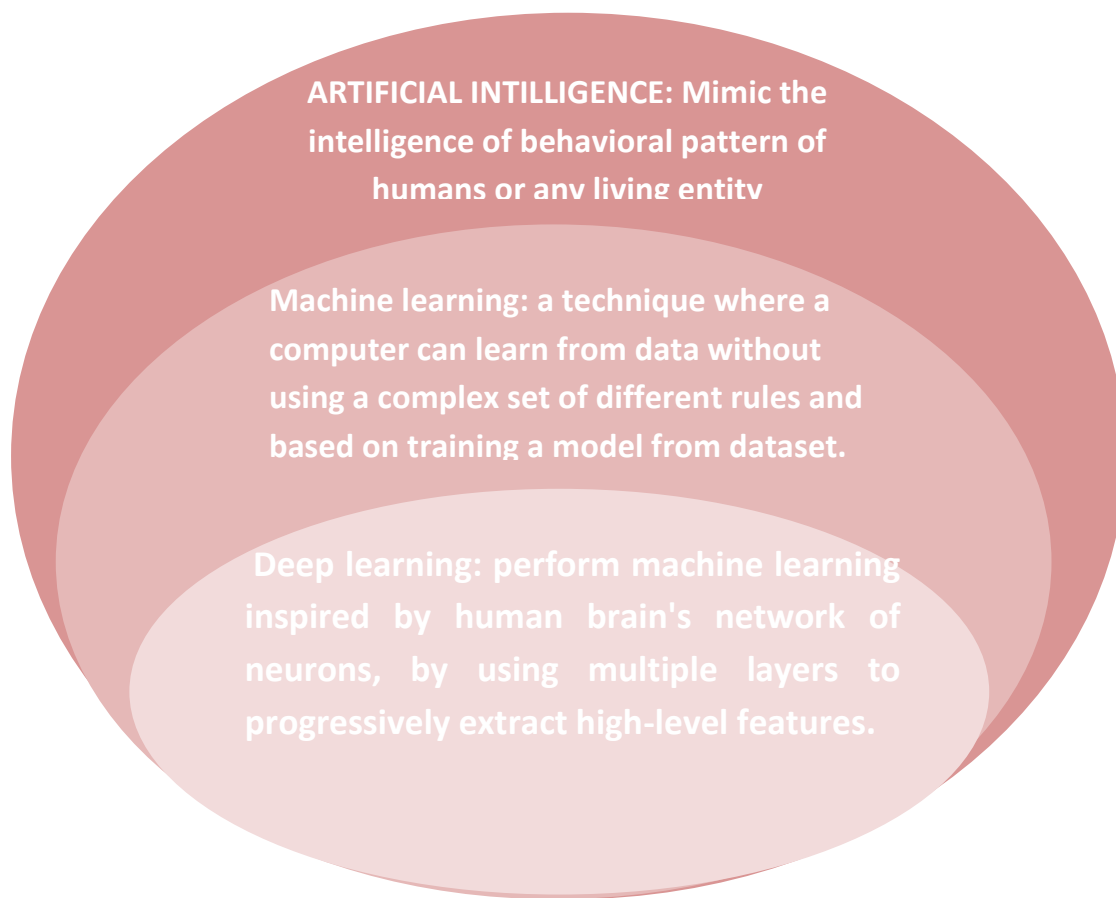 ARTIFICIAL INTILLIGENCE: Mimic the
intelligence of behavioral pattern of
humans or any living entity
Machine learning: a technique where a
computer can learn from data without
using a complex set of different rules and
based on training a model from dataset.
Deep learning: perform machine learning
inspired by human brain's network of
neurons, by using multiple layers to
progressively extract high-level features.